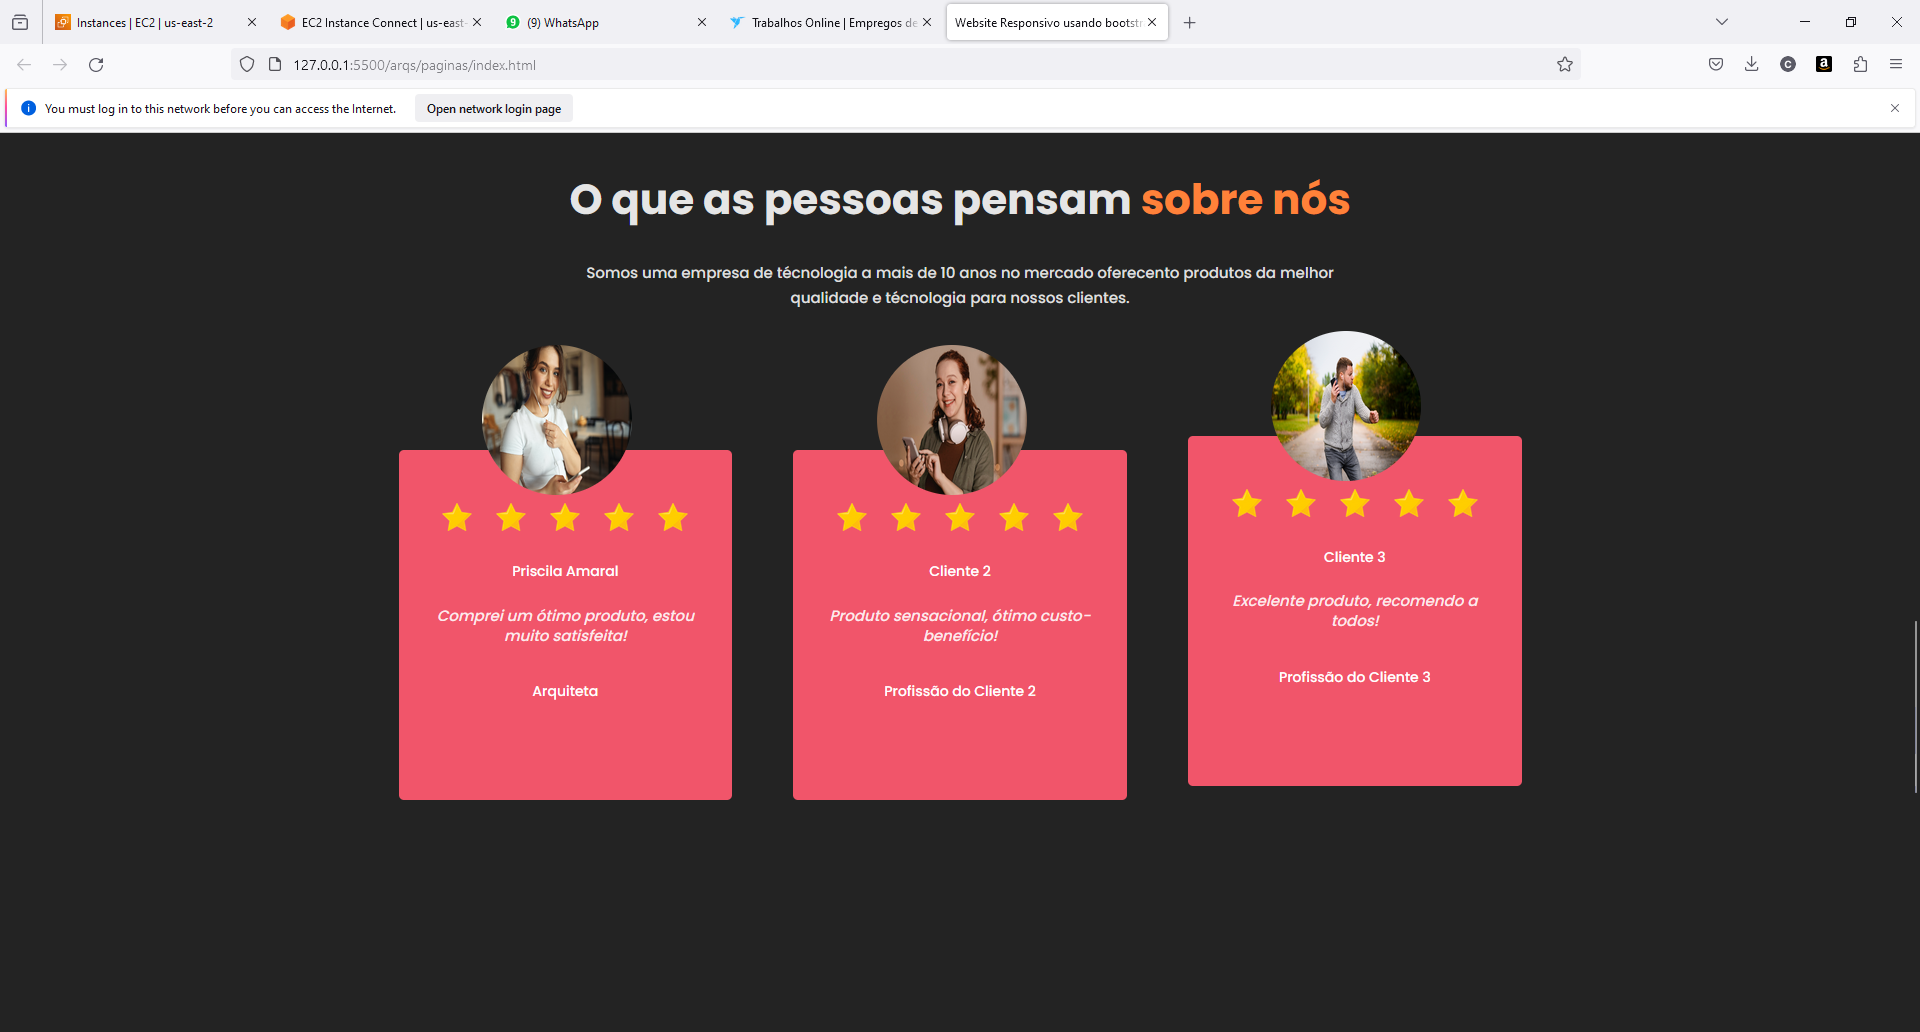 Instances | EC2 | us-east-2
EC2 Instance Connect | us-east-
9
(9) WhatsApp
Trabalhos Online | Empregos de
Website Responsivo usando bootstr
127.0.0.1:5500/arqs/paginas/index.html
C
a
You must log in to this network before you can access the Internet.
Open network login page
O que as pessoas pensam sobre nós
Somos uma empresa de técnologia a mais de 10 anos no mercado oferecento produtos da melhor
qualidade e técnologia para nossos clientes.
Priscila Amaral
Comprei um ótimo produto, estou
muito satisfeita!
Arquiteta
Cliente 2
Produto sensacional, ótimo custo-
benefício!
Profissão do Cliente 2
Cliente 3
Excelente produto, recomendo a
todos!
Profissão do Cliente 3